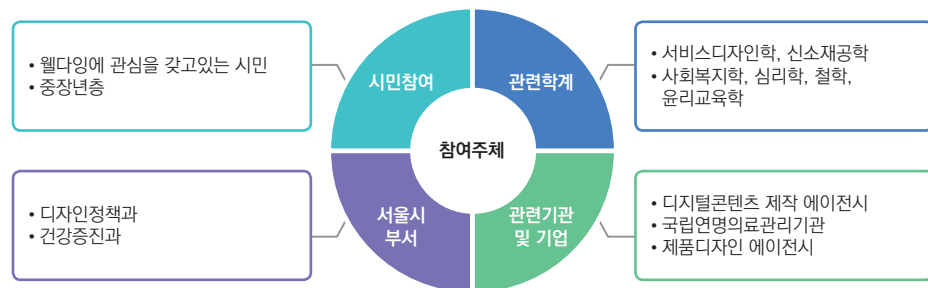 • 웰다잉에 관심을 갖고있는 시민
• 중장년층
시민참여
관련학계
• 서비스디자인학, 신소재공학
• 사회복지학, 심리학, 철학,
윤리교육학
참여주체
• 디자인정책과
• 건강증진과
서울시
부서
관련기관
및 기업
• 디지털콘텐츠 제작 에이전시
• 국립연명의료관리기관
• 제품디자인 에이전시